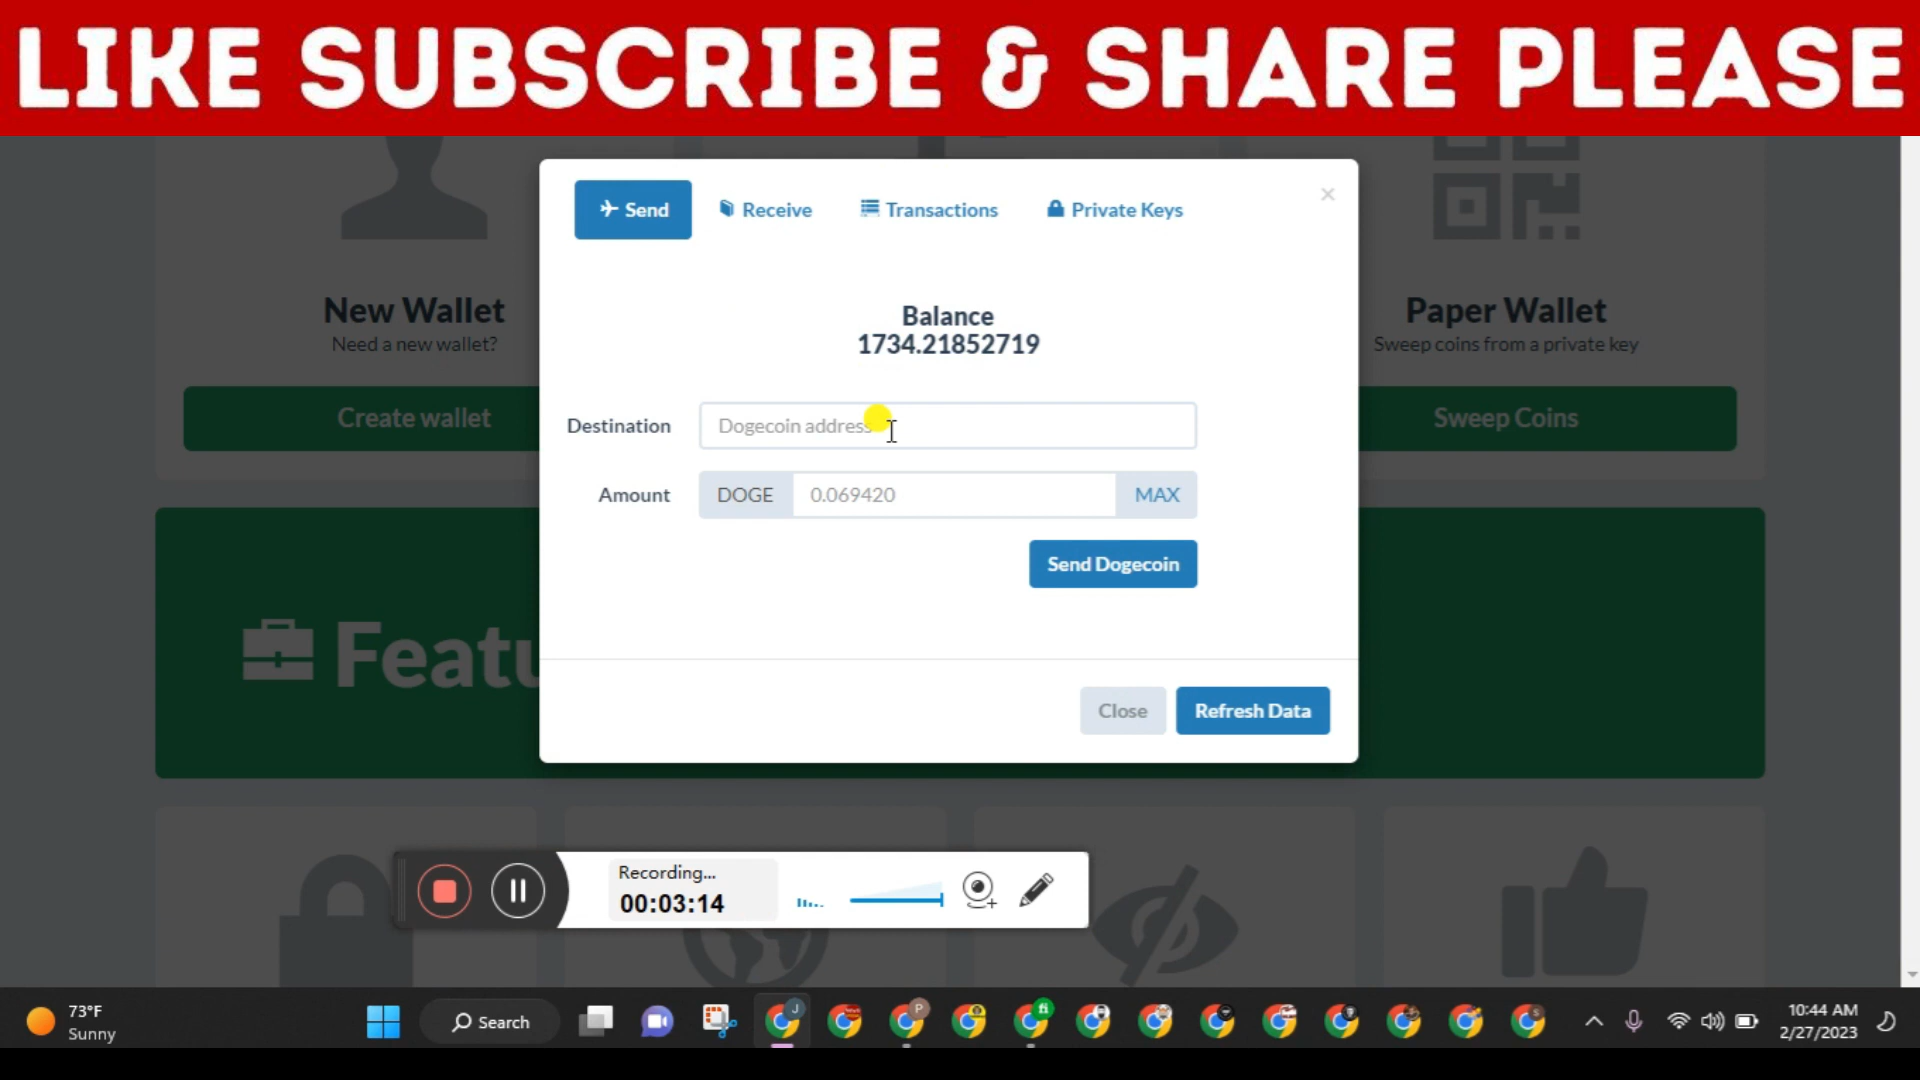 LIKE SUBSCRIBE & SHARE PLEASE
Send
Receive
Transactions
Private Keys
×
New Wallet
Need a new wallet?
Create wallet
Balance
1734.21852719
Paper Wallet
Sweep coins from a private key
Sweep Coins
Destination
Dogecoin address
Amount
DOGE
0.069420
MAX
Send Dogecoin
Featu
Close
Refresh Data
Recording...
00:03:14
73°F
Sunny
Search
J
P
fi
S
10:44 AM
2/27/2023